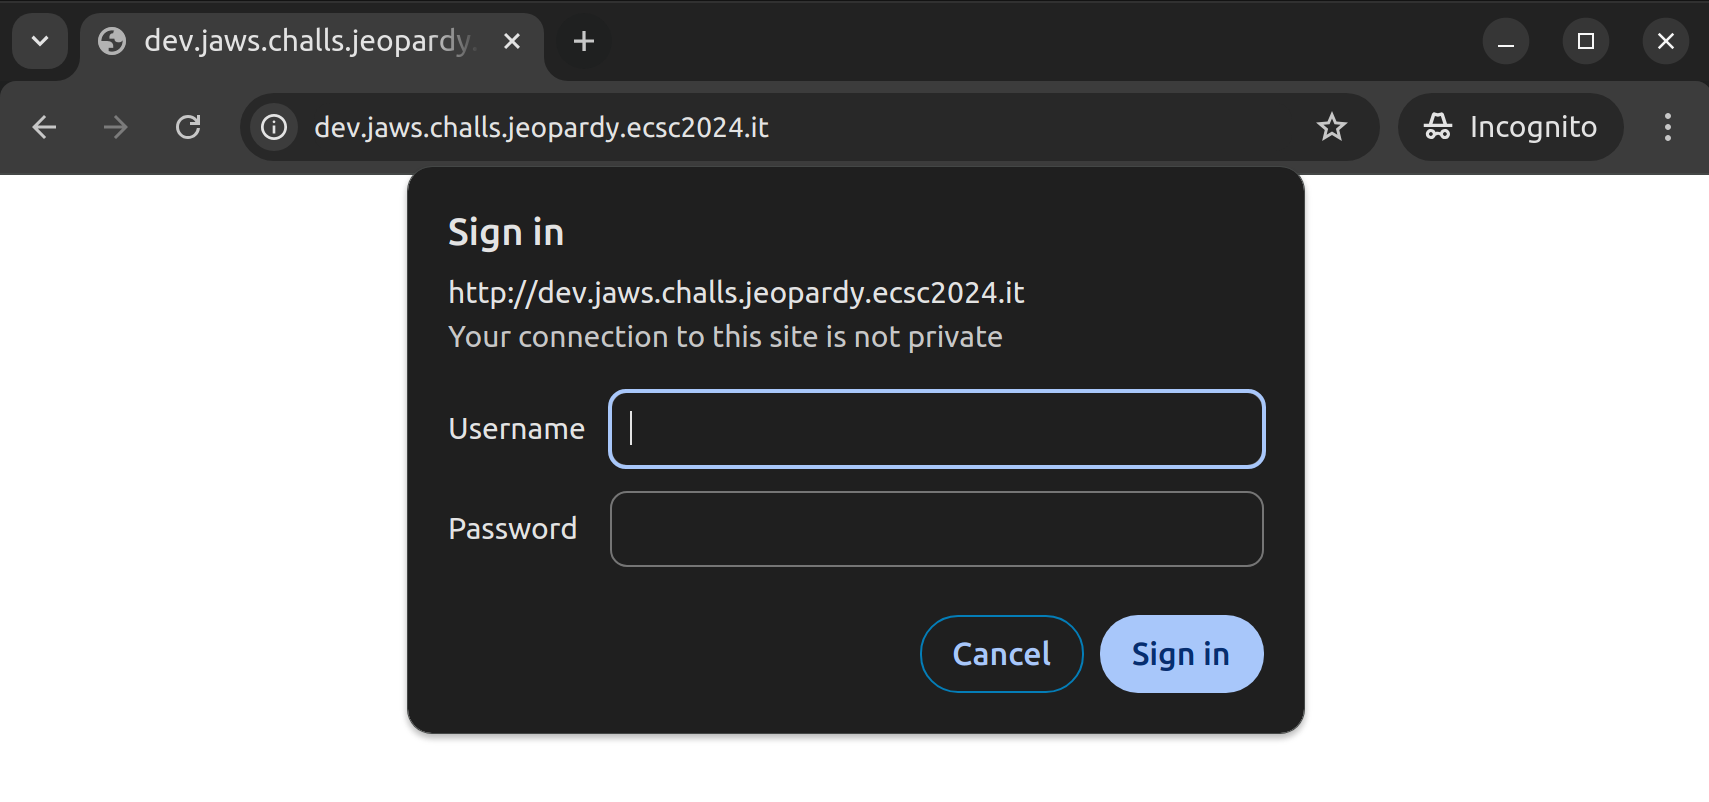 dev.jaws.challs.jeopardy.
dev.jaws.challs.jeopardy.ecsc2024.it
Incognito
Sign in
http://dev.jaws.challs.jeopardy.ecsc2024.it
Your connection to this site is not private
Username
Password
Cancel
Sign in